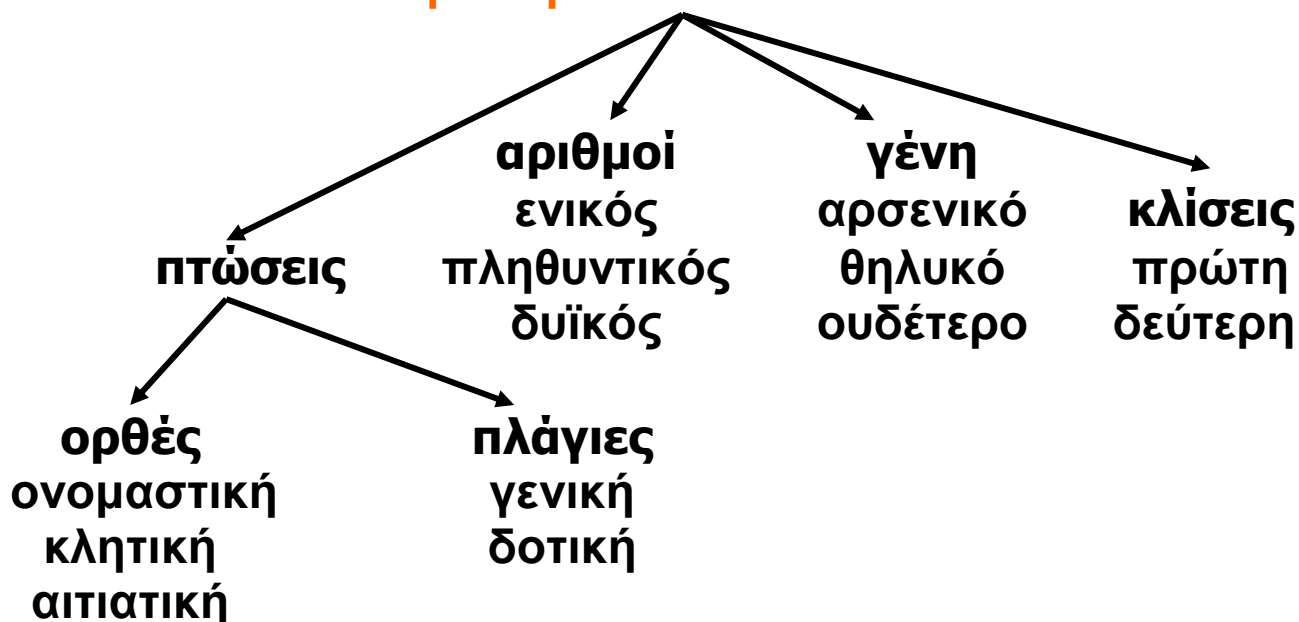 αριθμοί
ενικός
πληθυντικός
δυϊκός
γένη
αρσενικό
θηλυκό
ουδέτερο
κλίσεις
πρώτη
δεύτερη
πτώσεις
ορθές
ονομαστική
κλητική
αιτιατική
πλάγιες
γενική
δοτική